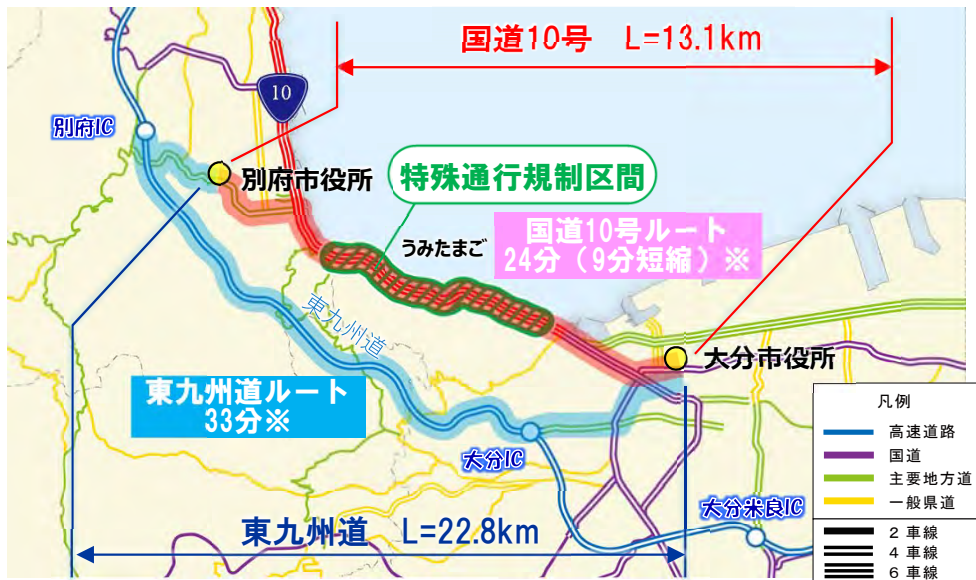 国道10号 L=13.1km
10
別府IC
別府市役所
特殊通行規制区間
うみたまご
国道10号ルート
24分（9分短縮）※
東九州道
大分市役所
東九州道ルート
33分※
大分IC
大分米良IC
東九州道 L=22.8km
凡例
高速道路
国道
主要地方道
一般県道
2車線
4車線
6車線